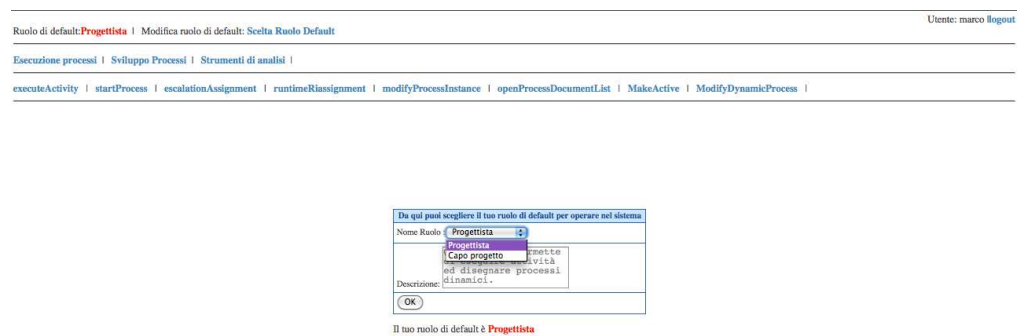 Utente: marco llogout
Ruolo di default:Progettista | Modifica ruolo di default: Scelta Ruolo Default
Esecuzione processi | Sviluppo Processi | Strumenti di analisi |
executeActivity | startProcess | escalationAssignment | runtimeRiassignment | modifyProcessInstance | openProcessDocumentList | MakeActive | ModifyDynamicProcess |
Da qui puoi scegliere il tuo ruolo di default per operare nel sistema
Nome Ruolo : Progettista
Progettista
Capo progetto
ed disegnare processi
dinamici.
Descrizione:
OK
Il tuo ruolo di default è Progettista